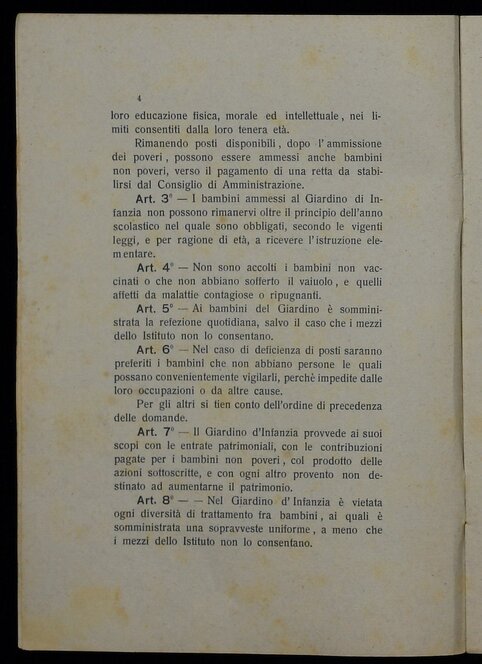 4
loro educazione fisica, morale ed intellettuale, nei li-
miti consentiti dalla loro tenera età.
Rimanendo posti disponibili, dopo l'ammissione
dei poveri, possono essere ammessi anche bambini
non poveri, verso il pagamento di una retta da stabi-
lirsi dal Consiglio di Amministrazione.
Art. 3° — I bambini ammessi al Giardino di In-
fanzia non possono rimanervi oltre il principio dell'anno
scolastico nel quale sono obbligati, secondo le vigenti
leggi, e per ragione di età, a ricevere l'istruzione ele-
mentare.
Art. 4° — Non sono accolti i bambini non vac-
cinati o che non abbiano sofferto il vaiuolo, e quelli
affetti da malattie contagiose o ripugnanti.
Art. 5° — Ai bambini del Giardino è sommini-
strata la refezione quotidiana, salvo il caso che i mezzi
dello Istituto non lo consentano.
Art. 6° — Nel caso di deficienza di posti saranno
preferiti i bambini che non abbiano persone le quali
possano convenientemente vigilarli, perchè impedite dalle
loro occupazioni o da altre cause.
Per gli altri si tien conto dell'ordine di precedenza
delle domande.
Art. 7° — Il Giardino d'Infanzia provvede ai suoi
scopi con le entrate patrimoniali, con le contribuzioni
pagate per i bambini non poveri, col prodotto delle
azioni sottoscritte, e con ogni altro provento non de-
stinato ad aumentarne il patrimonio.
Art. 8° — — Nel Giardino d'Infanzia è vietata
ogni diversità di trattamento fra bambini, ai quali è
somministrata una sopravveste uniforme, a meno che
i mezzi dello Istituto non lo consentano.